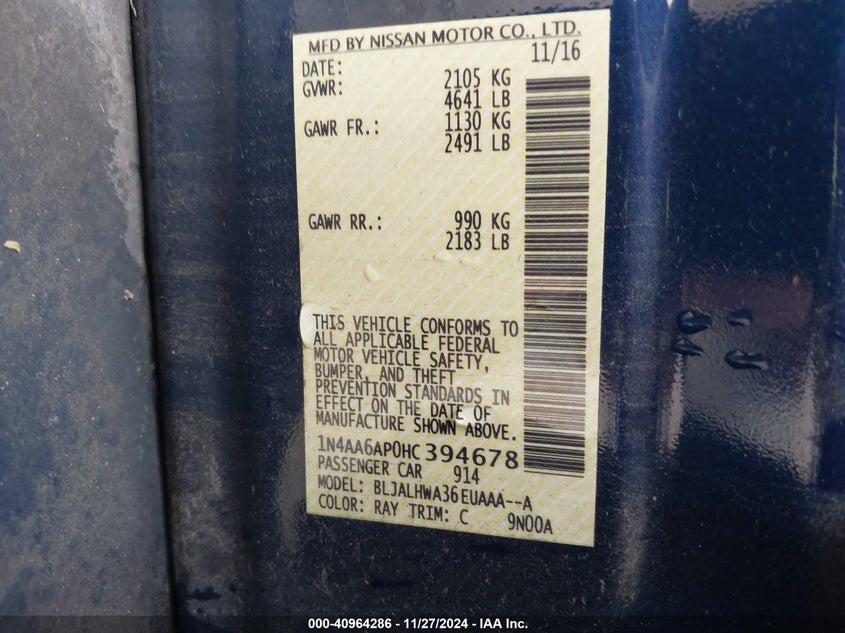 MFD BY NISSAN MOTOR CO., LTD.
DATE: 11/16
GVWR: 2105 KG
4641 LB
GAWR FR.: 1130 KG
2491 LB
GAWR RR.: 990 KG
2183 LB
THIS VEHICLE CONFORMS TO
ALL APPLICABLE FEDERAL
MOTOR VEHICLE SAFETY,
BUMPER, AND THEFT
PREVENTION STANDARDS IN
EFFECT ON THE DATE OF
MANUFACTURE SHOWN ABOVE.
1N4AA6AP0HC394678
PASSENGER CAR 914
MODEL: BLJALHWA36EUAAA--A
COLOR: RAY TRIM: C 9N00A
000-40964286 - 11/27/2024 - IAA Inc.